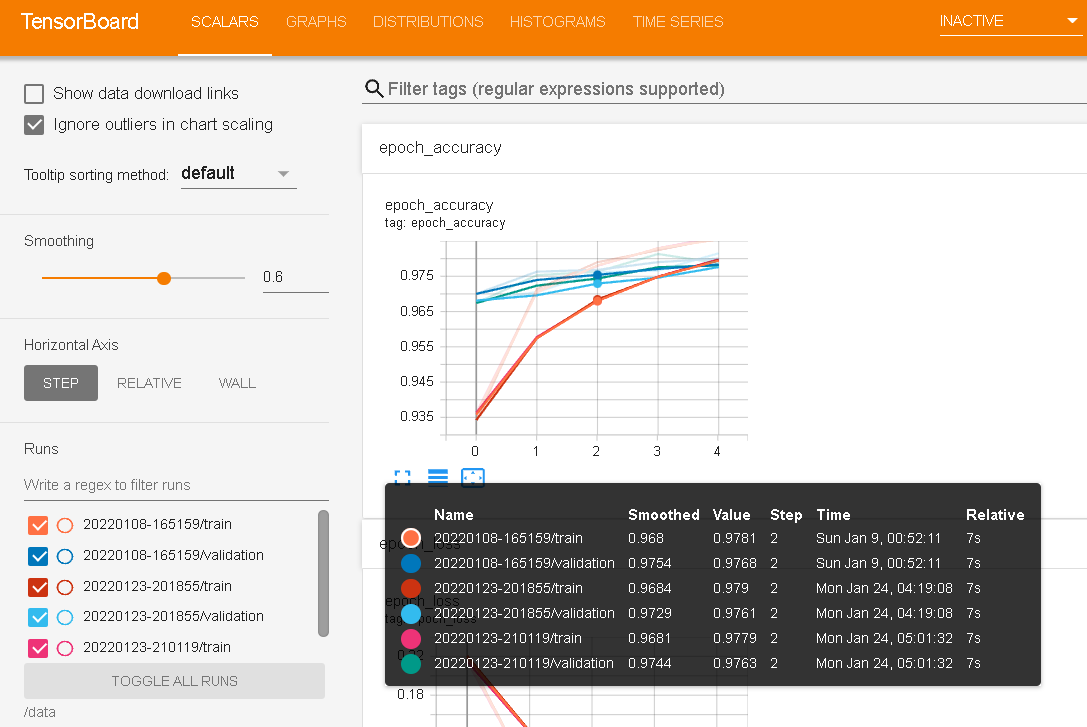 TensorBoard SCALARS GRAPHS DISTRIBUTIONS HISTOGRAMS TIME SERIES INACTIVE
Show data download links
Ignore outliers in chart scaling
Tooltip sorting method: default
Smoothing
0.6
Horizontal Axis
STEP RELATIVE WALL
Runs
Write a regex to filter runs
20220108-165159/train
20220108-165159/validation
20220123-201855/train
20220123-201855/validation
20220123-210119/train
TOGGLE ALL RUNS
/data
Filter tags (regular expressions supported)
epoch_accuracy
epoch_accuracy
tag: epoch_accuracy
0.975
0.965
0.955
0.945
0.935
0 1 2 3 4
Name Smoothed Value Step Time Relative
20220108-165159/train 0.968 0.9781 2 Sun Jan 9, 00:52:11 7s
20220108-165159/validation 0.9754 0.9768 2 Sun Jan 9, 00:52:11 7s
20220123-201855/train 0.9684 0.979 2 Mon Jan 24, 04:19:08 7s
20220123-201855/validation 0.9729 0.9761 2 Mon Jan 24, 04:19:08 7s
20220123-210119/train 0.9681 0.9779 2 Mon Jan 24, 05:01:32 7s
20220123-210119/validation 0.9744 0.9763 2 Mon Jan 24, 05:01:32 7s
epoch_loss
epoch_loss
tag: epoch_loss
0.22
0.18